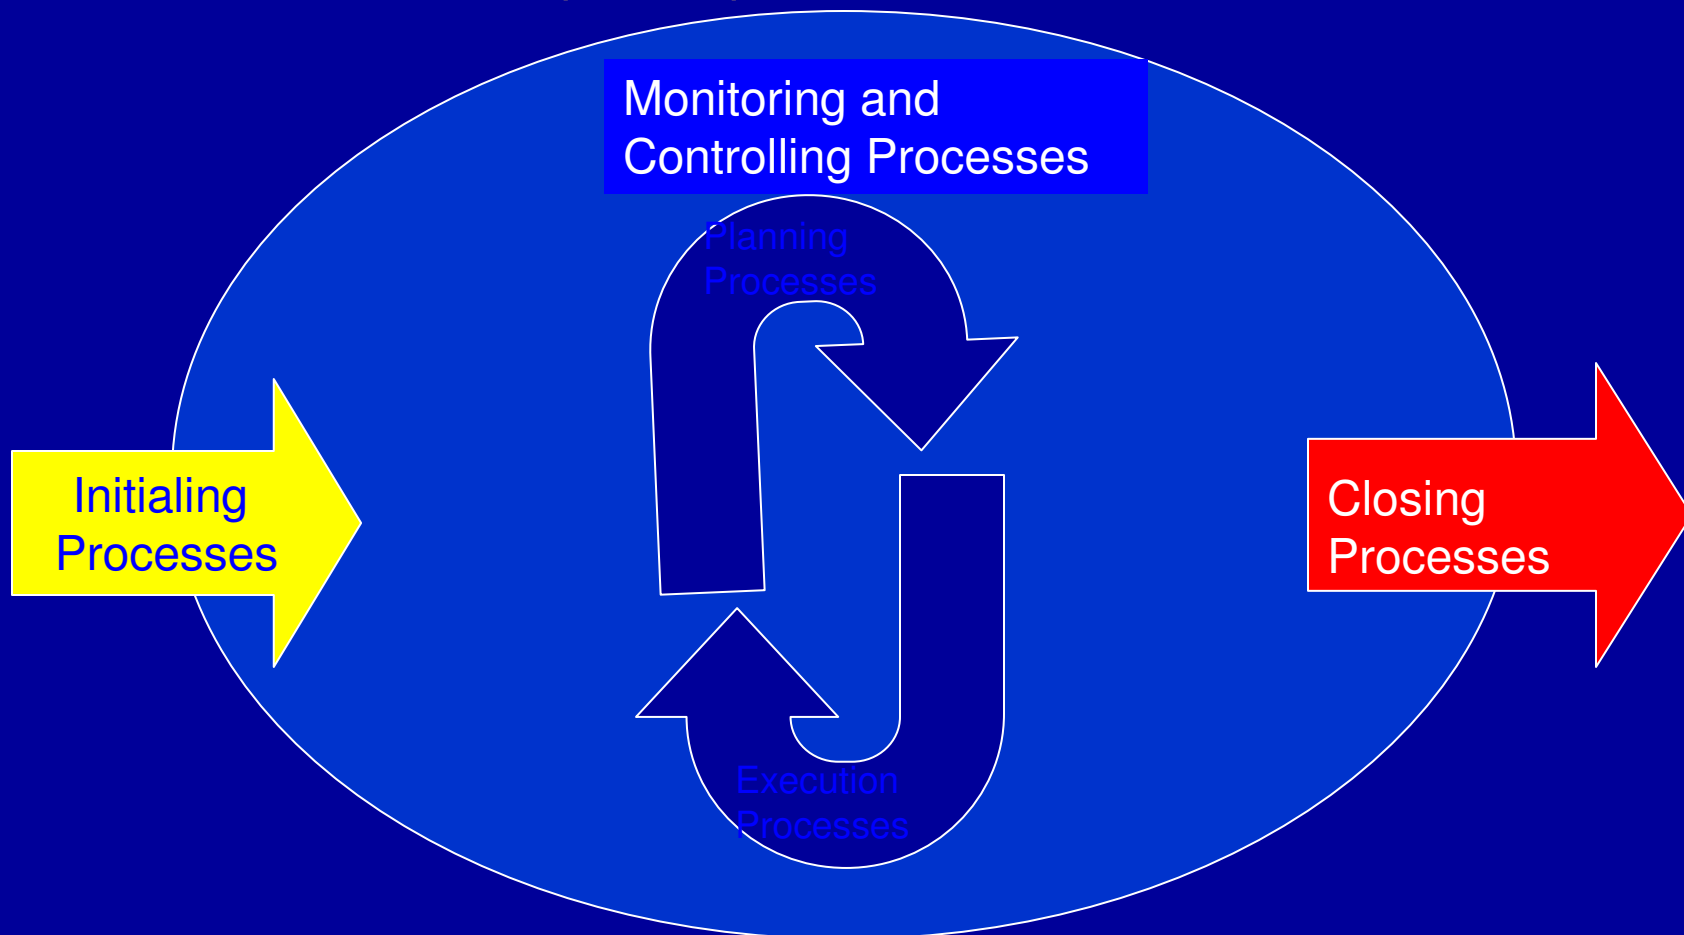 Monitoring and
Controlling Processes
Planning
Processes
Initialing
Processes
Closing
Processes
Execution
Processes